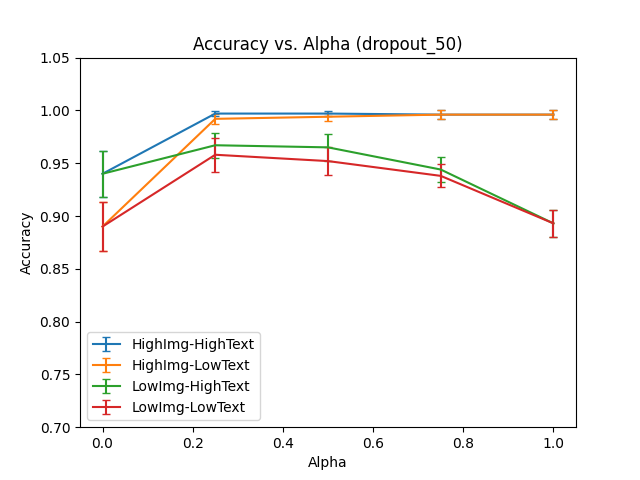 Accuracy vs. Alpha (dropout_50)
1.05
1.00
0.95
0.90
0.85
0.80
0.75
0.70
Accuracy
HighImg-HighText
HighImg-LowText
LowImg-HighText
LowImg-LowText
0.0 0.2 0.4 0.6 0.8 1.0
Alpha